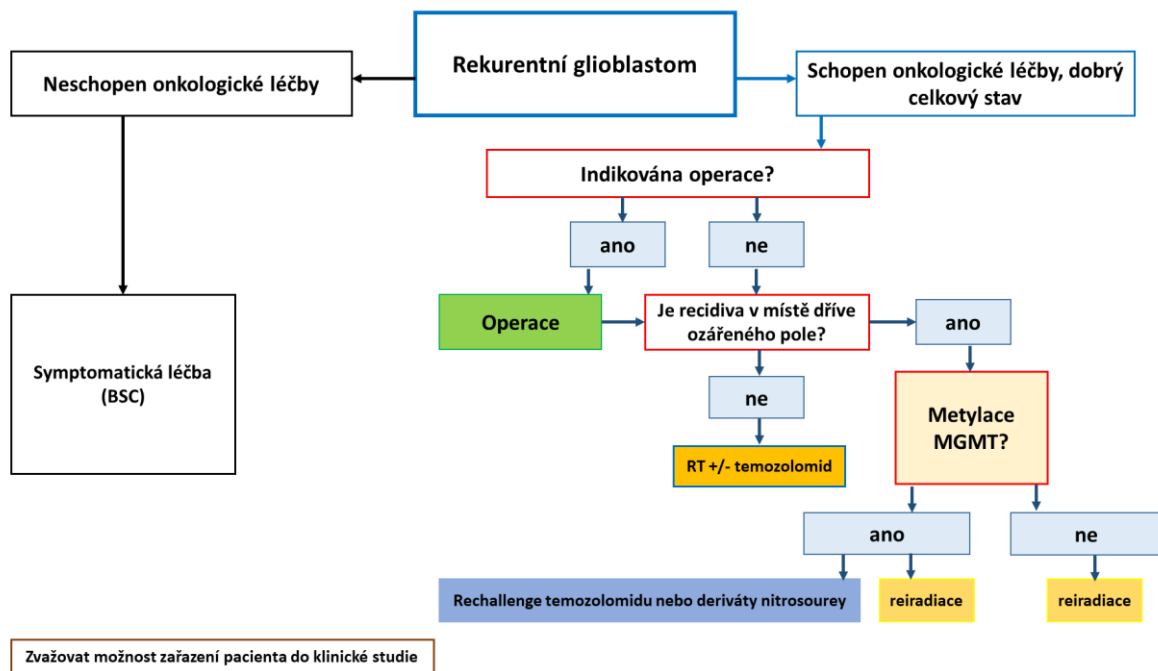 Rekurentní glioblastom
Neschopen onkologické léčby
Schopen onkologické léčby, dobrý
celkový stav
Indikována operace?
ano
ne
Operace
Je recidiva v místě dříve
ozářeného pole?
ano
Symptomatická léčba
(BSC)
ne
Metylace
MGMT?
RT +/- temozolomid
ano
ne
Rechallenge temozolomidu nebo deriváty nitrosourey
reiradiace
reiradiace
Zvažovat možnost zařazení pacienta do klinické studie